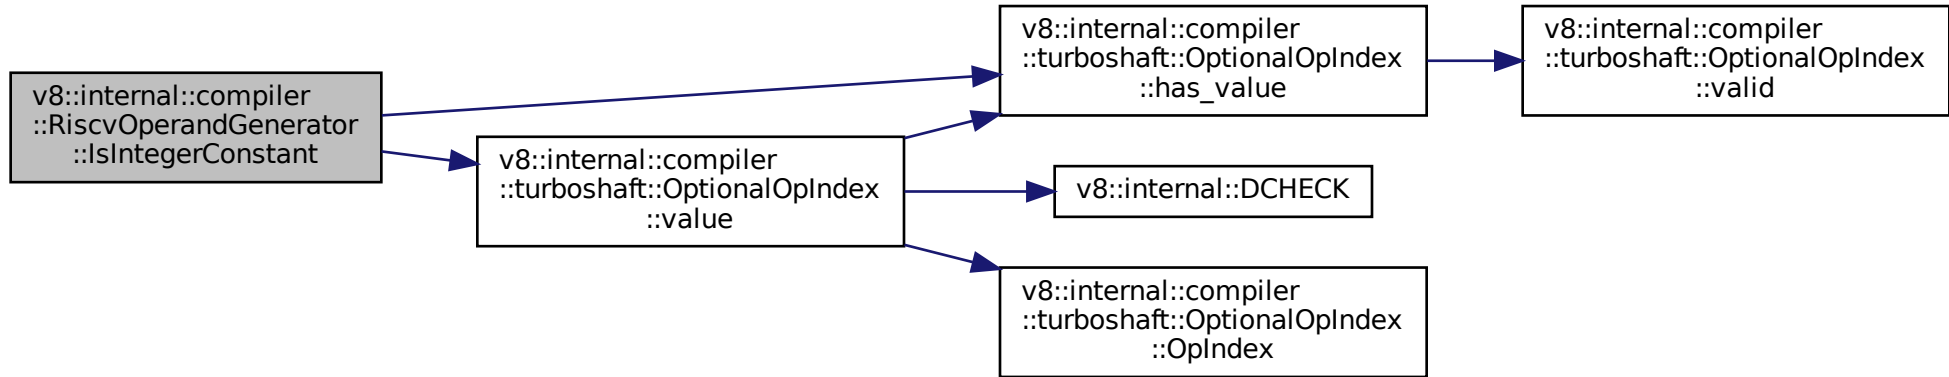 v8::internal::compiler
::RiscvOperandGenerator
::IsIntegerConstant
v8::internal::compiler
::turboshaft::OptionalOpIndex
::value
v8::internal::compiler
::turboshaft::OptionalOpIndex
::has_value
v8::internal::DCHECK
v8::internal::compiler
::turboshaft::OptionalOpIndex
::OpIndex
v8::internal::compiler
::turboshaft::OptionalOpIndex
::valid